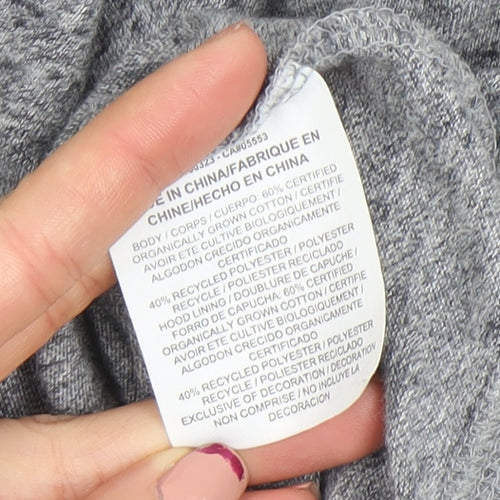 00323 - CA#05553
IN CHINA/FABRIQUE EN
CHINE/HECHO EN CHINA
BODY / CORPS / CUERPO 60% CERTIFIED
ORGANICALLY GROWN COTTON / CERTIFIE
AVOIR ETE CULTIVE BIOLOGIQUEMENT /
ALGODON CRECIDO ORGANICAMENTE
CERTIFICADO
40% RECYCLED POLYESTER / POLYESTER
RECYCLE / POLIESTER RECICLADO
HOOD LINING / DOUBLURE DE CAPUCHE /
FORRO DE CAPUCHA. 60% CERTIFIED
ORGANICALLY GROWN COTTON / CERTIFIE
AVOIR ETE CULTIVE BIOLOGIQUEMENT /
ALGODON CRECIDO ORGANICAMENTE
CERTIFICADO
40% RECYCLED POLYESTER / POLYESTER
RECYCLE / POLIESTER RECICLADO
EXCLUSIVE OF DECORATION / DECORATION
NON COMPRISE / NO INCLUYE LA
DECORACION